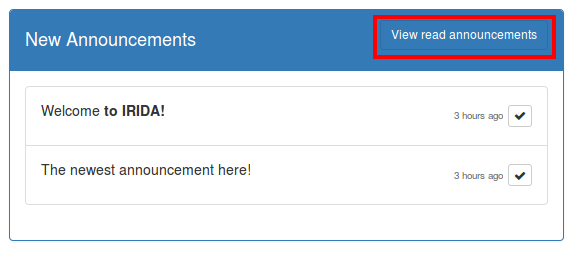 New Announcements
View read announcements
Welcome to IRIDA!
3 hours ago
The newest announcement here!
3 hours ago